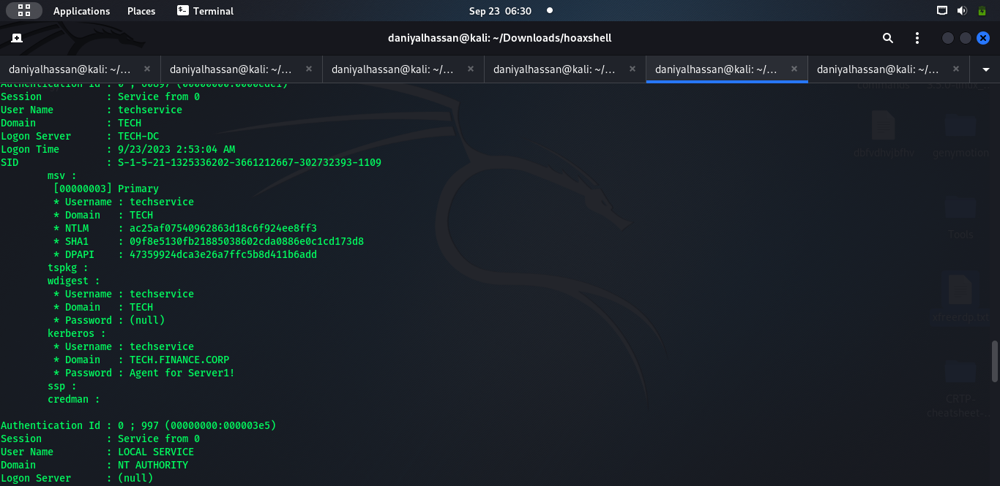 Applications Places Terminal Sep 23 06:30
daniyalhassan@kali: ~/Downloads/hoaxshell
daniyalhassan@kali: ~/... × daniyalhassan@kali: ~/... × daniyalhassan@kali: ~/... × daniyalhassan@kali: ~/... × daniyalhassan@kali: ~/... × daniyalhassan@kali: ~/... ×
Authentication Id : 0 ; 60897 (00000000:0000ede1)
Session           : Service from 0
User Name         : techservice
Domain            : TECH
Logon Server      : TECH-DC
Logon Time        : 9/23/2023 2:53:04 AM
SID               : S-1-5-21-1325336202-3661212667-302732393-1109
        msv :
         [00000003] Primary
         * Username : techservice
         * Domain   : TECH
         * NTLM     : ac25af07540962863d18c6f924ee8ff3
         * SHA1     : 09f8e5130fb21885038602cda0886e0c1cd173d8
         * DPAPI    : 47359924dca3e26a7ffc5b8d411b6add
        tspkg :
        wdigest :
         * Username : techservice
         * Domain   : TECH
         * Password : (null)
        kerberos :
         * Username : techservice
         * Domain   : TECH.FINANCE.CORP
         * Password : Agent for Server1!
        ssp :
        credman :
Authentication Id : 0 ; 997 (00000000:000003e5)
Session           : Service from 0
User Name         : LOCAL SERVICE
Domain            : NT AUTHORITY
Logon Server      : (null)
commands
genymotion
Tools
xfreerdp.txt
CRTP-
cheatsheet-...